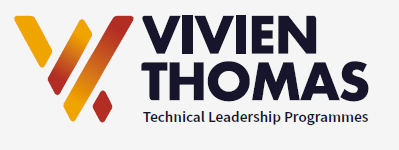 VIVIEN
THOMAS
Technical Leadership Programmes